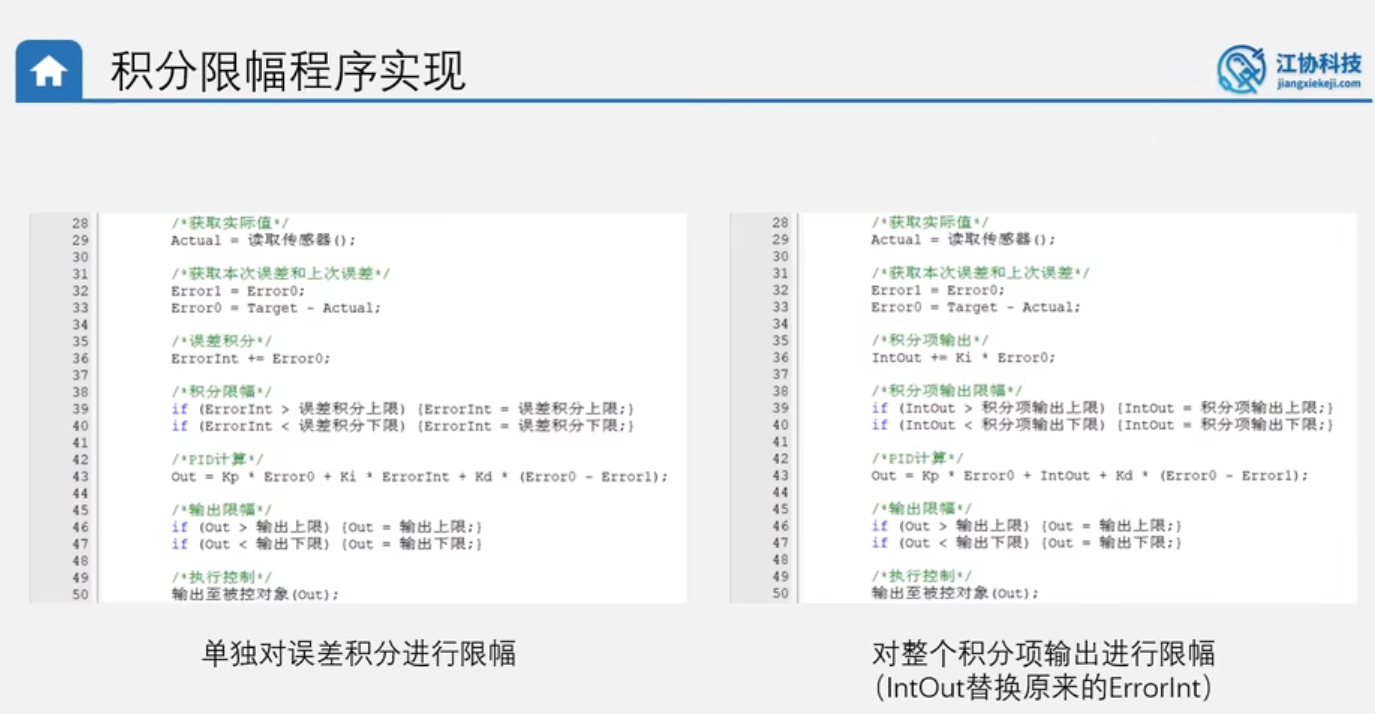 积分限幅程序实现
江协科技
jiangxiekeji.com
28 /*获取实际值*/
29 Actual = 读取传感器();
30
31 /*获取本次误差和上次误差*/
32 Error1 = Error0;
33 Error0 = Target - Actual;
34
35 /*误差积分*/
36 ErrorInt += Error0;
37
38 /*积分限幅*/
39 if (ErrorInt > 误差积分上限) {ErrorInt = 误差积分上限;}
40 if (ErrorInt < 误差积分下限) {ErrorInt = 误差积分下限;}
41
42 /*PID计算*/
43 Out = Kp * Error0 + Ki * ErrorInt + Kd * (Error0 - Error1);
44
45 /*输出限幅*/
46 if (Out > 输出上限) {Out = 输出上限;}
47 if (Out < 输出下限) {Out = 输出下限;}
48
49 /*执行控制*/
50 输出至被控对象(Out);
单独对误差积分进行限幅
28 /*获取实际值*/
29 Actual = 读取传感器();
30
31 /*获取本次误差和上次误差*/
32 Error1 = Error0;
33 Error0 = Target - Actual;
34
35 /*积分项输出*/
36 IntOut += Ki * Error0;
37
38 /*积分项输出限幅*/
39 if (IntOut > 积分项输出上限) {IntOut = 积分项输出上限;}
40 if (IntOut < 积分项输出下限) {IntOut = 积分项输出下限;}
41
42 /*PID计算*/
43 Out = Kp * Error0 + IntOut + Kd * (Error0 - Error1);
44
45 /*输出限幅*/
46 if (Out > 输出上限) {Out = 输出上限;}
47 if (Out < 输出下限) {Out = 输出下限;}
48
49 /*执行控制*/
50 输出至被控对象(Out);
对整个积分项输出进行限幅
（IntOut替换原来的ErrorInt）